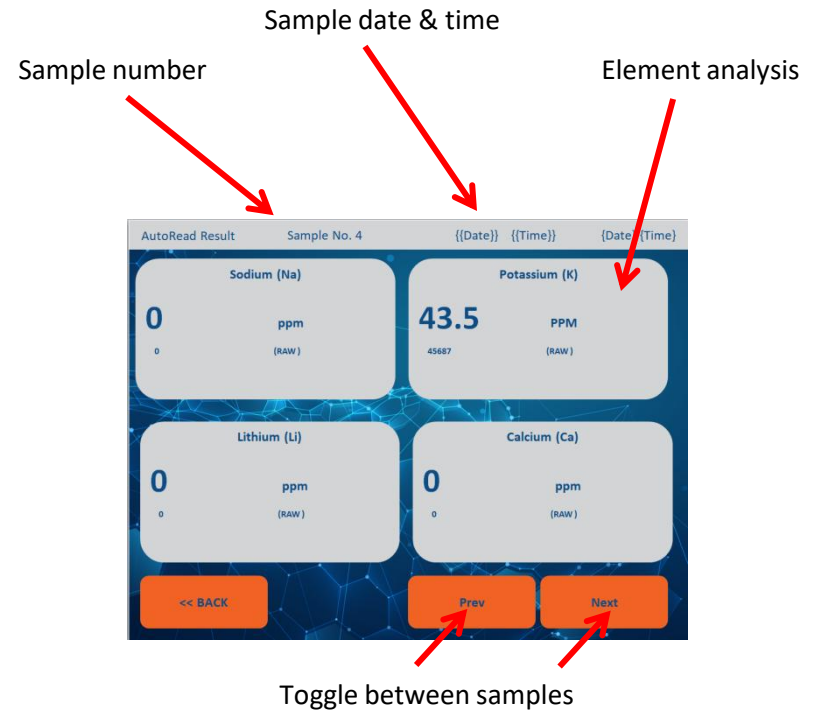 Sample date & time
Sample number
Element analysis
AutoRead Result Sample No. 4 {{Date}} {{Time}} {Date} {Time}
Sodium (Na)
0 ppm
0 (RAW )
Potassium (K)
43.5 PPM
45687 (RAW )
Lithium (Li)
0 ppm
0 (RAW )
Calcium (Ca)
0 ppm
0 (RAW )
<< BACK Prev Next
Toggle between samples